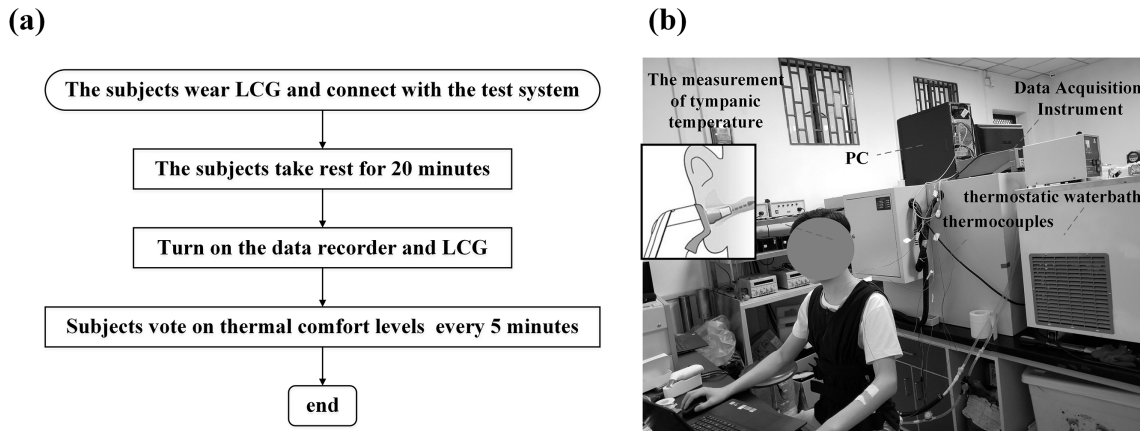 (a)
The subjects wear LCG and connect with the test system
The subjects take rest for 20 minutes
Turn on the data recorder and LCG
Subjects vote on thermal comfort levels every 5 minutes
end
(b)
The measurement
of tympanic
temperature
Data Acquisition
Instrument
PC
thermostatic waterbath
thermocouples